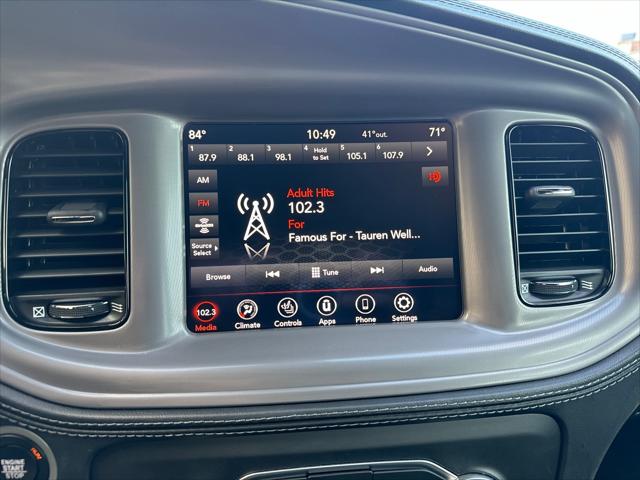 84° 10:49 41°out. 71°
1 2 3 4 Hold 5 6
87.9 88.1 98.1 to Set 105.1 107.9
AM
FM
Adult Hits
102.3
For
Famous For - Tauren Well...
Source
Select
Browse Tune Audio
102.3
Media Climate Controls Apps Phone Settings
RUN
ENGINE
START
STOP